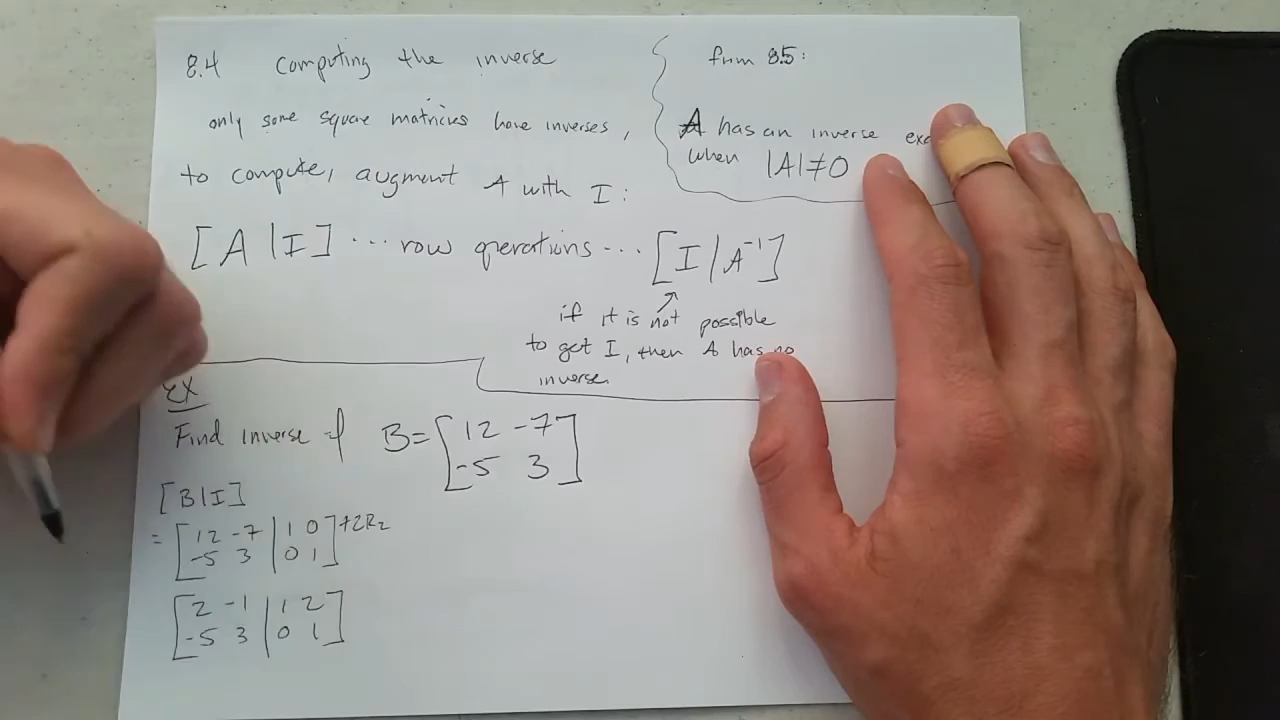 8.4 computing the inverse
only some square matricies have inverses,
to compute, augment A with I:
[A | I] ... row operations ... [I | A⁻¹]
if it is not possible
to get I, then A has no
inverse.
from 8.5:
A has an inverse
when |A| ≠ 0
EX
Find inverse of B = [12 -7
-5 3]
[B | I]
= [12 -7 | 1 0] +2R₂
[-5 3 | 0 1]
[2 -1 | 1 2]
[-5 3 | 0 1]